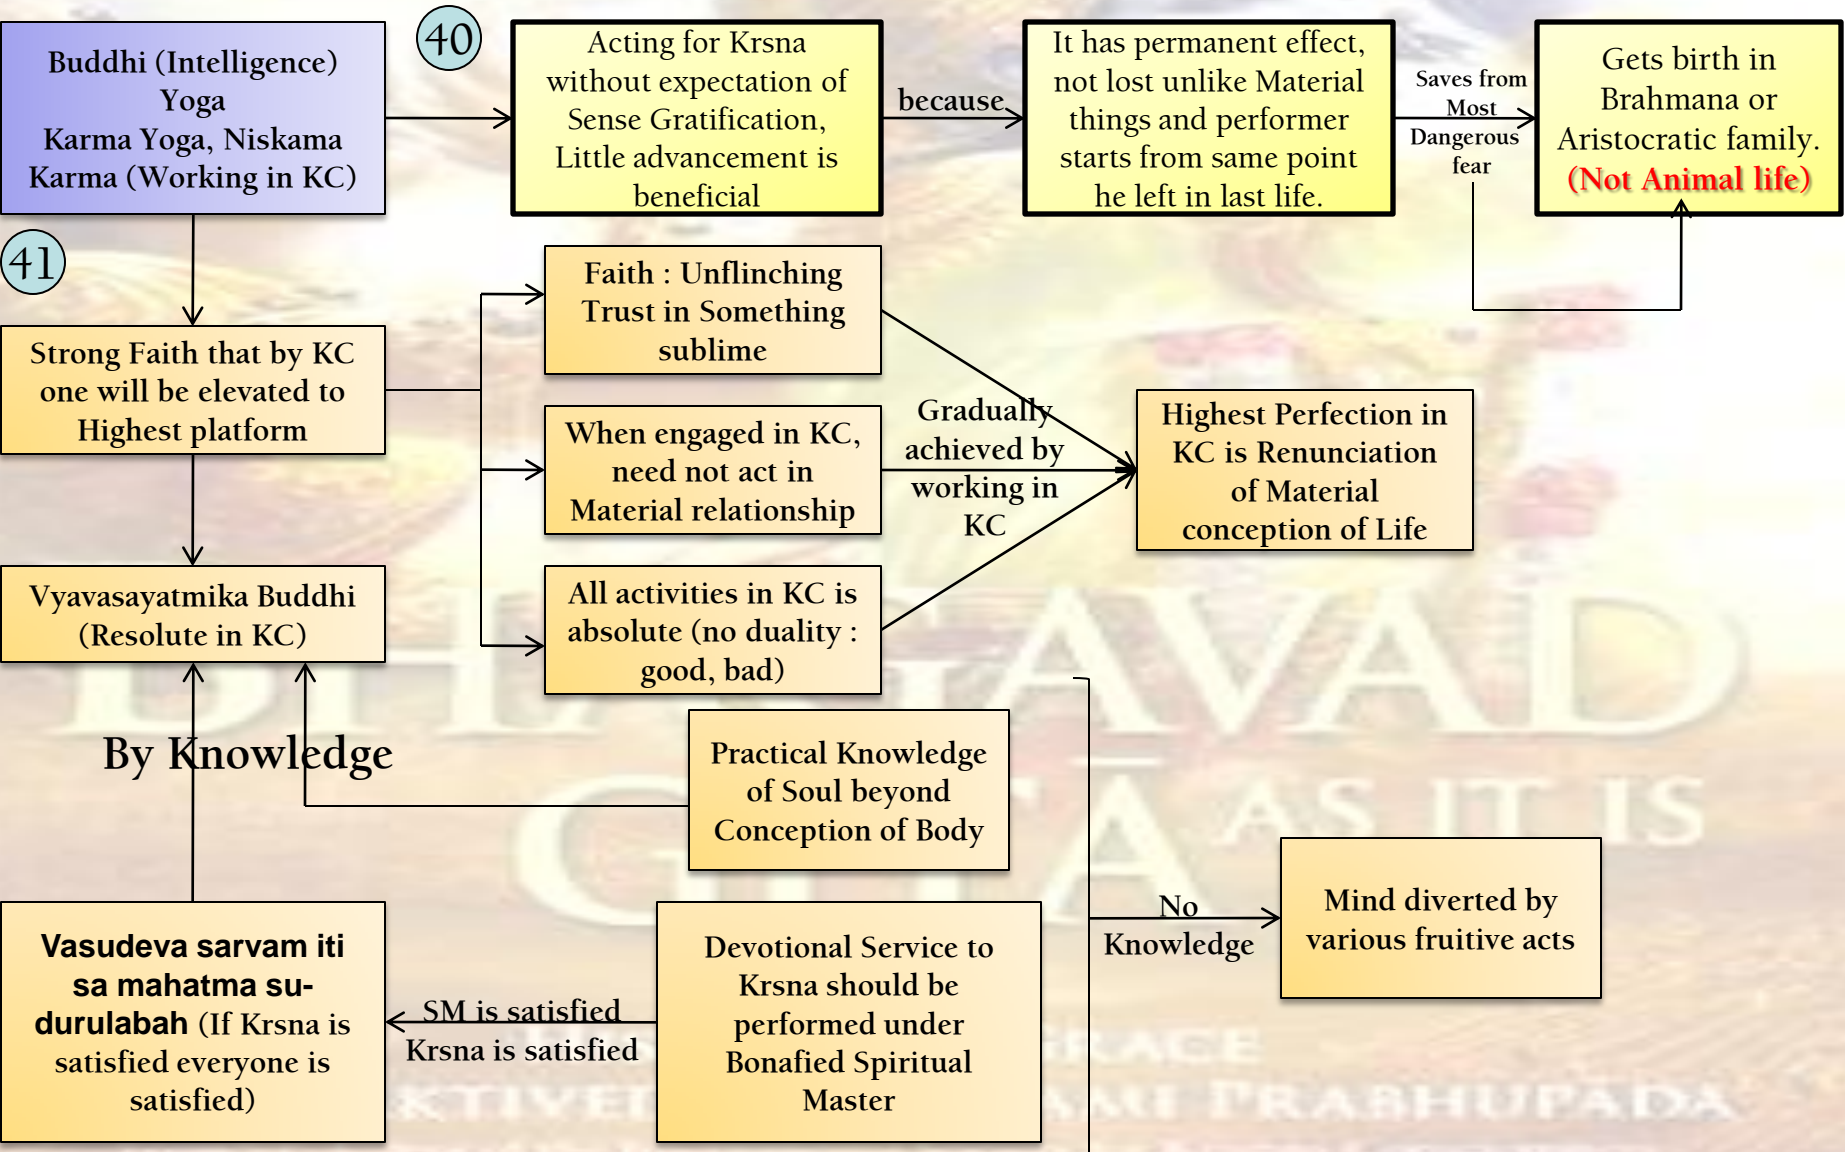 Buddhi (Intelligence)
Yoga
Karma Yoga, Niskama
Karma (Working in KC)
40
Acting for Krsna
without expectation of
Sense Gratification,
Little advancement is
beneficial
because
It has permanent effect,
not lost unlike Material
things and performer
starts from same point
he left in last life.
Saves from
Most
Dangerous
fear
Gets birth in
Brahmana or
Aristocratic family.
(Not Animal life)
41
Strong Faith that by KC
one will be elevated to
Highest platform
Faith : Unflinching
Trust in Something
sublime
When engaged in KC,
need not act in
Material relationship
All activities in KC is
absolute (no duality :
good, bad)
Gradually
achieved by
working in
KC
Highest Perfection in
KC is Renunciation
of Material
conception of Life
Vyavasayatmika Buddhi
(Resolute in KC)
By Knowledge
Practical Knowledge
of Soul beyond
Conception of Body
No
Knowledge
Mind diverted by
various fruitive acts
Vasudeva sarvam iti
sa mahatma su-
durulabah (If Krsna is
satisfied everyone is
satisfied)
SM is satisfied
Krsna is satisfied
Devotional Service to
Krsna should be
performed under
Bonafied Spiritual
Master
AS IT IS
PRABHUPADA